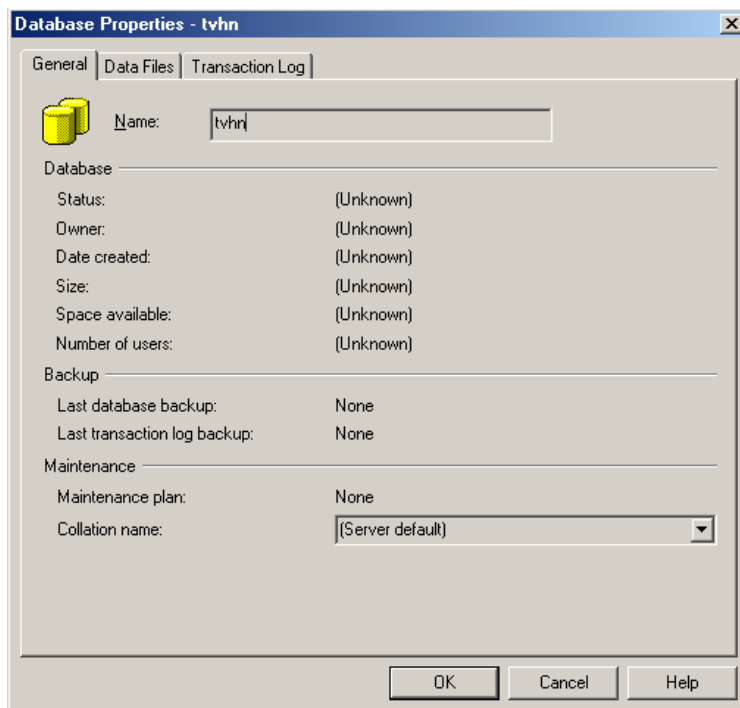 Database Properties - tvhn
General Data Files Transaction Log
Name: tvhn
Database
Status: (Unknown)
Owner: (Unknown)
Date created: (Unknown)
Size: (Unknown)
Space available: (Unknown)
Number of users: (Unknown)
Backup
Last database backup: None
Last transaction log backup: None
Maintenance
Maintenance plan: None
Collation name: (Server default)
OK Cancel Help